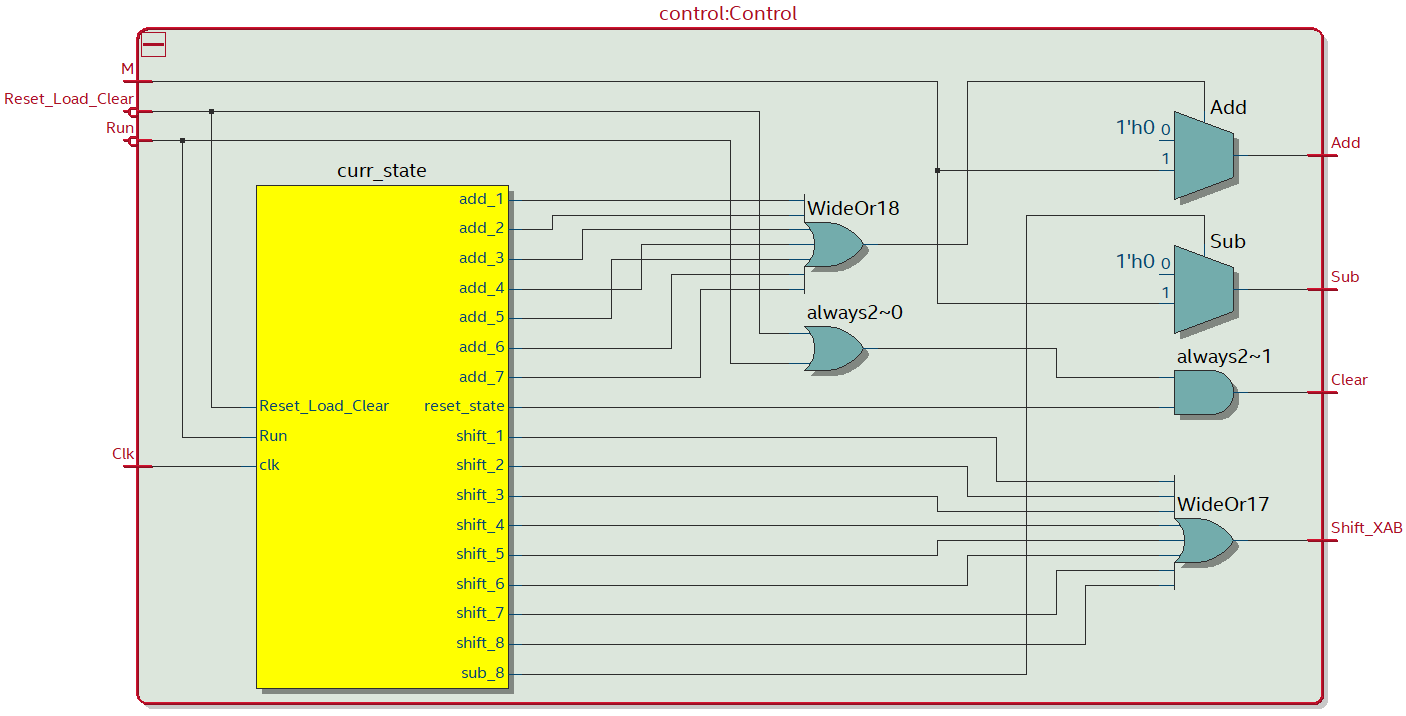 control:Control
M
Reset_Load_Clear
Run
Clk
curr_state
add_1
add_2
add_3
add_4
add_5
add_6
add_7
Reset_Load_Clear reset_state
Run shift_1
clk shift_2
shift_3
shift_4
shift_5
shift_6
shift_7
shift_8
sub_8
WideOr18
always2~0
Add
1'h0 0
1
Add
Sub
1'h0 0
1
Sub
always2~1
Clear
WideOr17
Shift_XAB